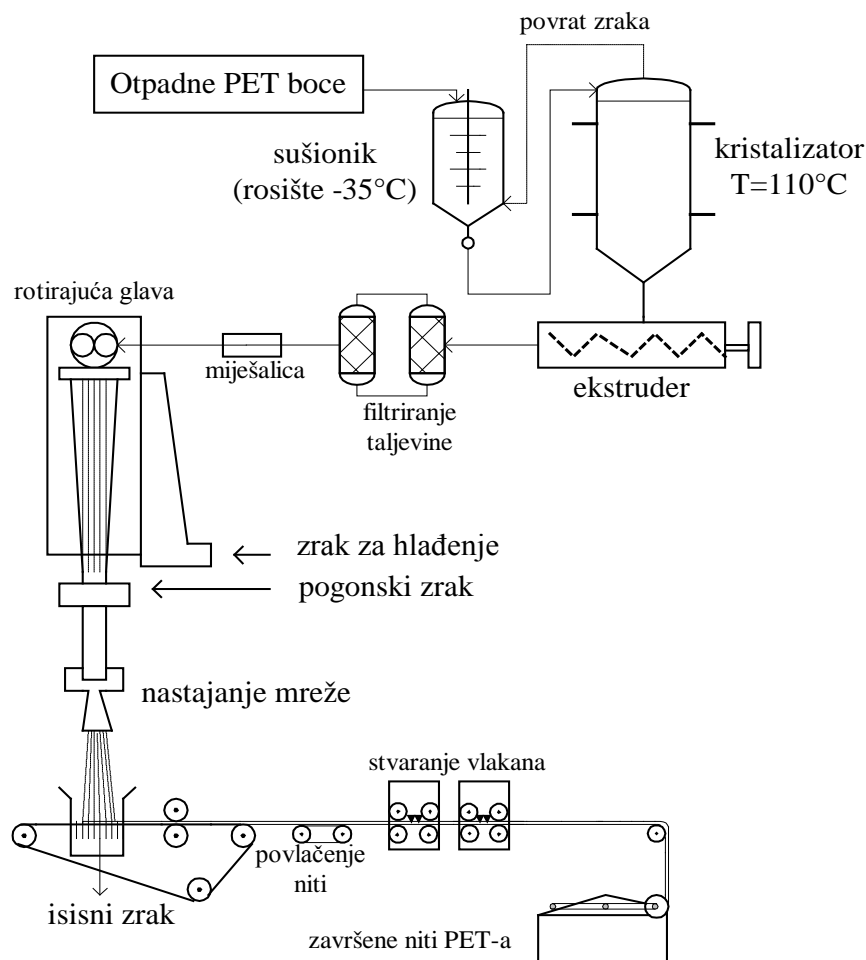 povrat zraka
Otpadne PET boce
sušionik
(rosište -35°C)
kristalizator
T=110°C
rotirajuća glava
miješalica
filtriranje
taljevine
ekstruder
zrak za hlađenje
pogonski zrak
nastajanje mreže
stvaranje vlakana
povlačenje
niti
isisni zrak
završene niti PET-a